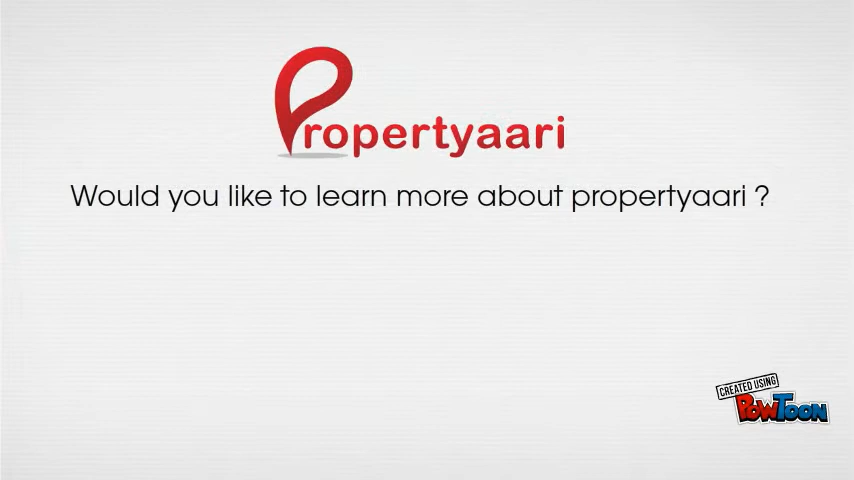 Propertyaari
Would you like to learn more about propertyaari ?
CREATED USING
POWTOON